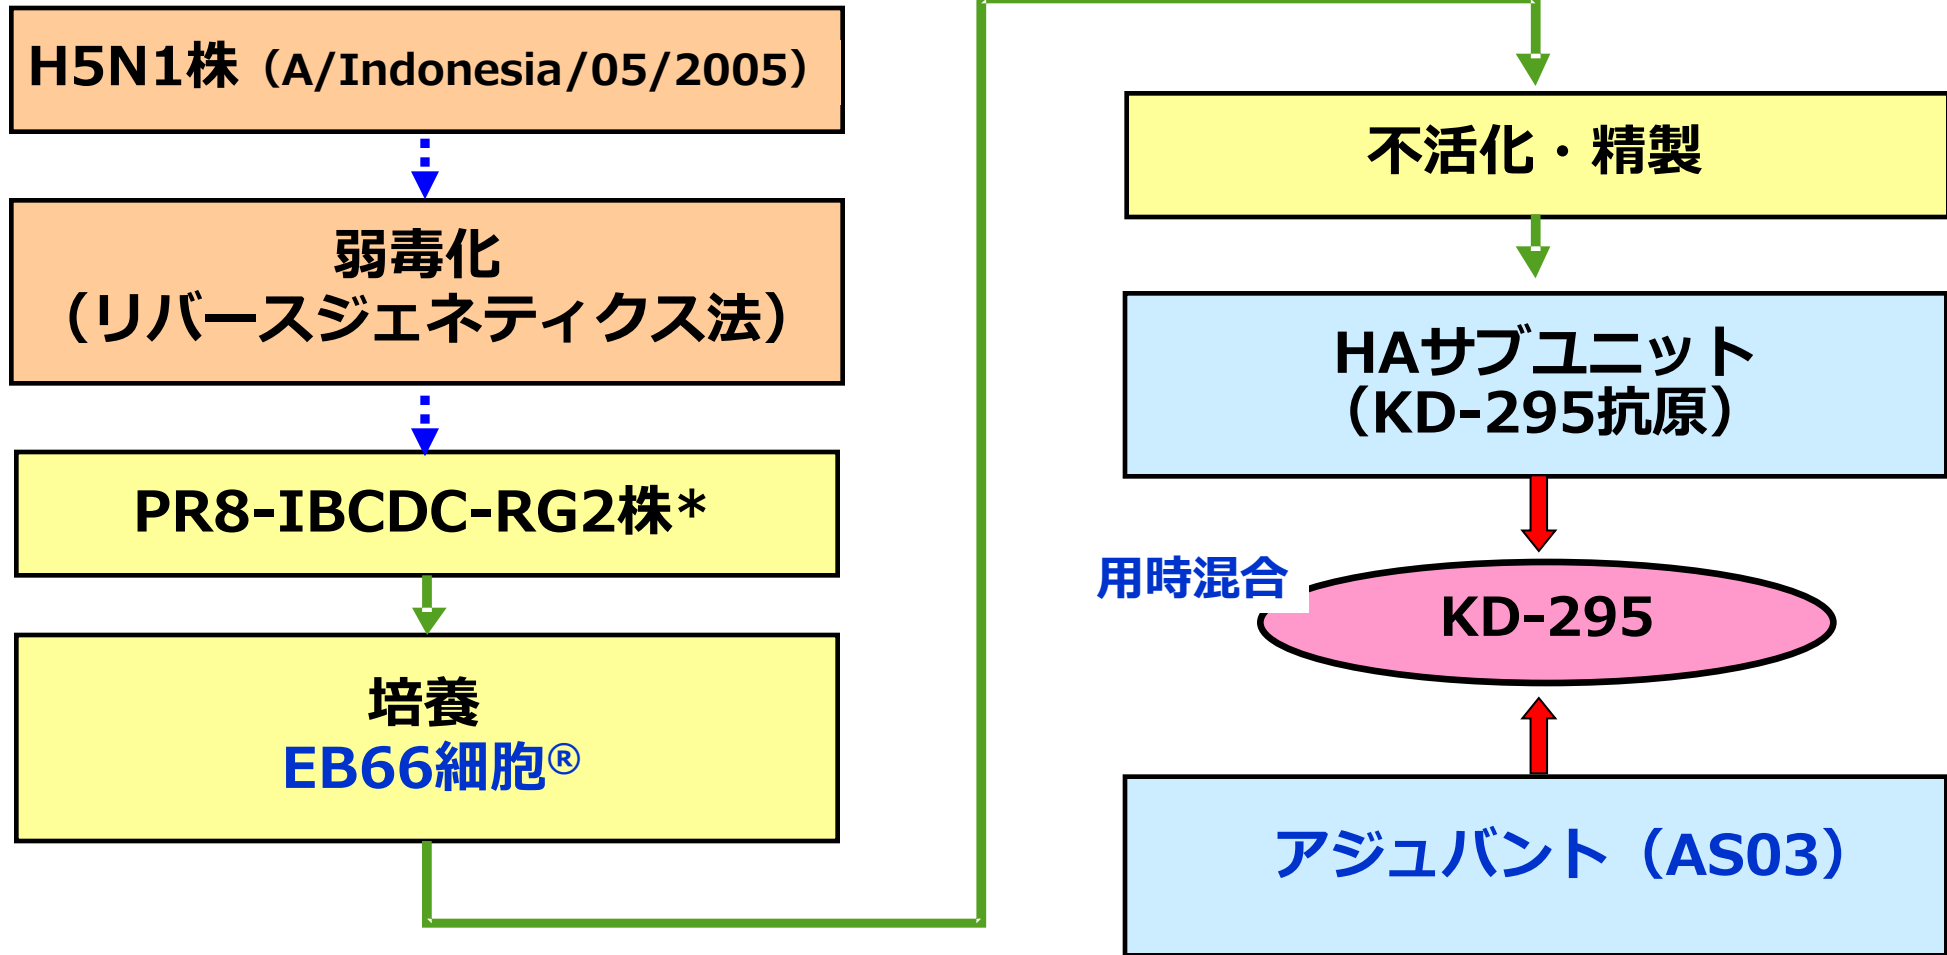 H5N1株（A/Indonesia/05/2005）
弱毒化
（リバースジェネティクス法）
PR8-IBCDC-RG2株*
培養
EB66細胞®
不活化・精製
HAサブユニット
（KD-295抗原）
用時混合
KD-295
アジュバント（AS03）